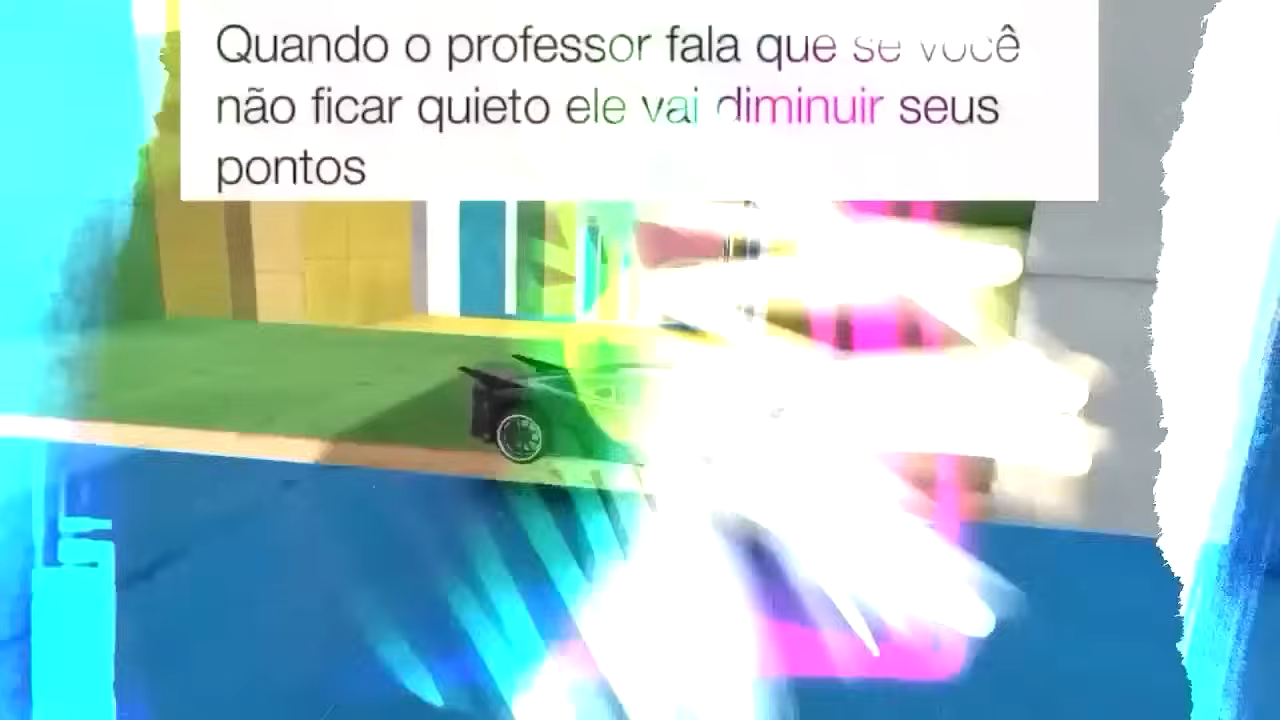 Quando o professor fala que se você
não ficar quieto ele vai diminuir seus
pontos